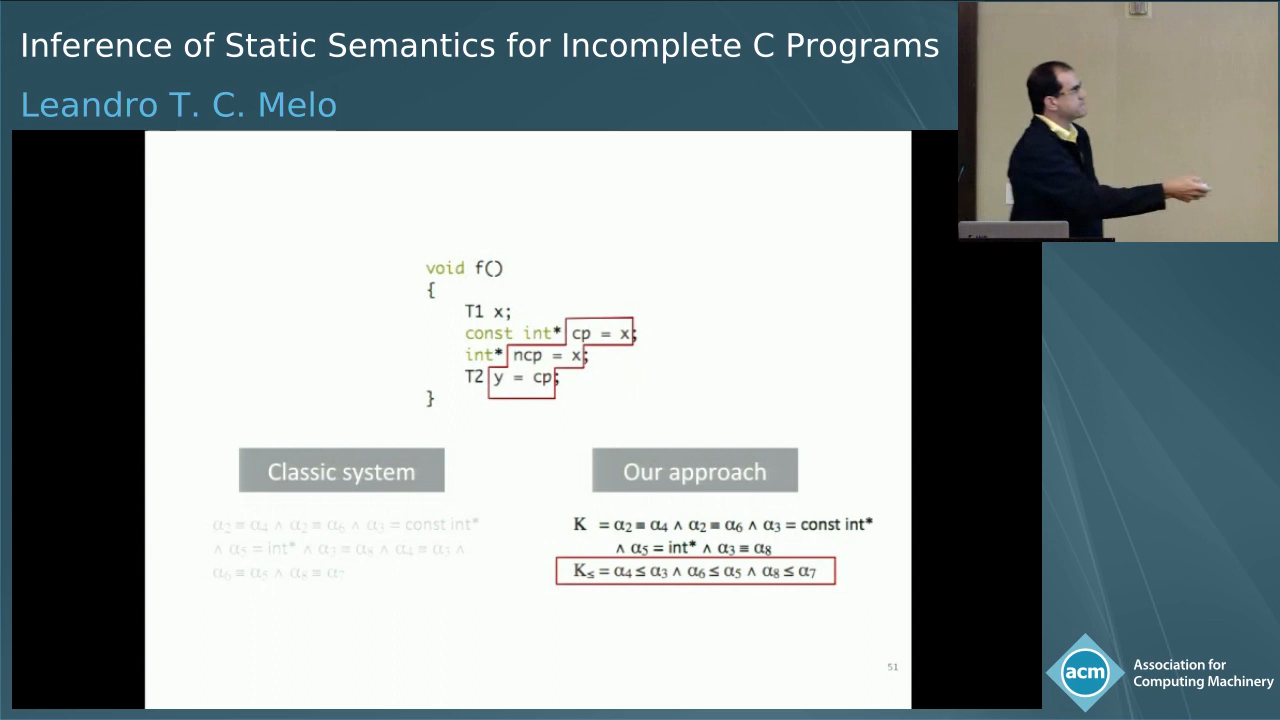 Inference of Static Semantics for Incomplete C Programs
Leandro T. C. Melo
void f()
{
T1 x;
const int* cp = x;
int* ncp = x;
T2 y = cp;
}
Classic system
Our approach
α₂ ≡ α₄ ∧ α₂ ≡ α₆ ∧ α₃ = const int*
∧ α₅ = int* ∧ α₃ ≡ α₈ ∧ α₄ ≡ α₃ ∧
α₆ ≡ α₅ ∧ α₈ ≡ α₇
K = α₂ ≡ α₄ ∧ α₂ ≡ α₆ ∧ α₃ = const int*
∧ α₅ = int* ∧ α₃ ≡ α₈
K≤ = α₄ ≤ α₃ ∧ α₆ ≤ α₅ ∧ α₈ ≤ α₇
51
acm
Association for
Computing Machinery